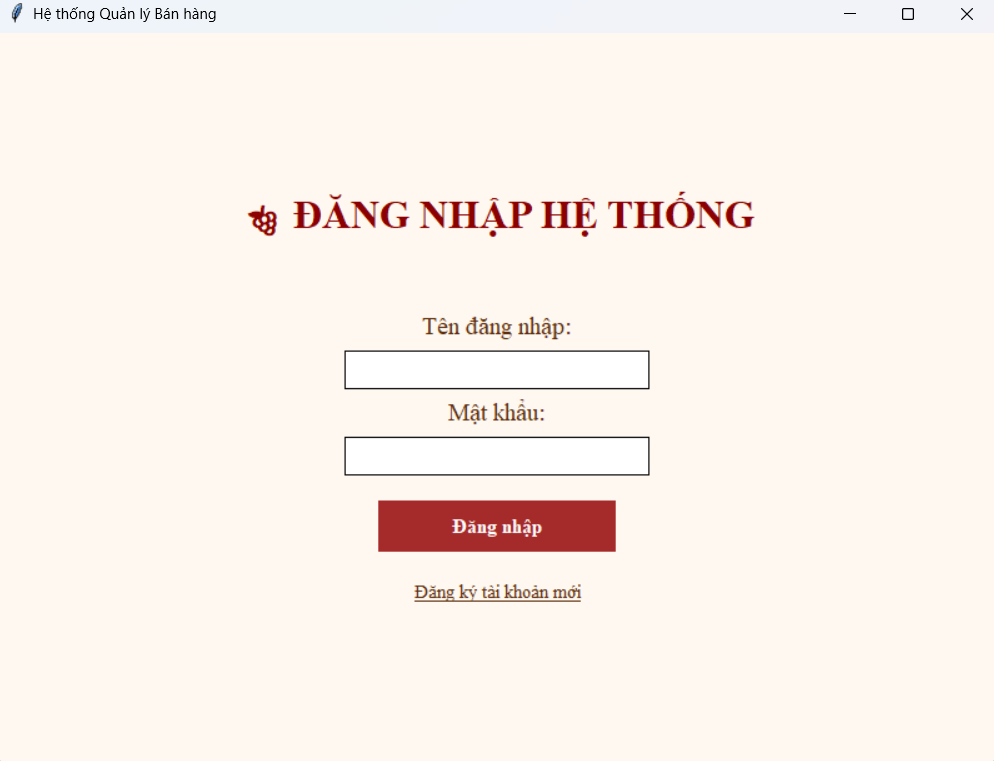 Hệ thống Quản lý Bán hàng
ĐĂNG NHẬP HỆ THỐNG
Tên đăng nhập:
Mật khẩu:
Đăng nhập
Đăng ký tài khoản mới